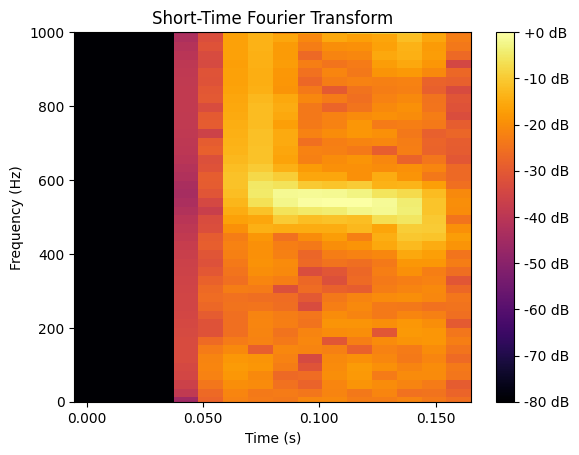 Short-Time Fourier Transform
1000
800
600
400
200
0
Frequency (Hz)
0.000
0.050
0.100
0.150
Time (s)
+0 dB
-10 dB
-20 dB
-30 dB
-40 dB
-50 dB
-60 dB
-70 dB
-80 dB